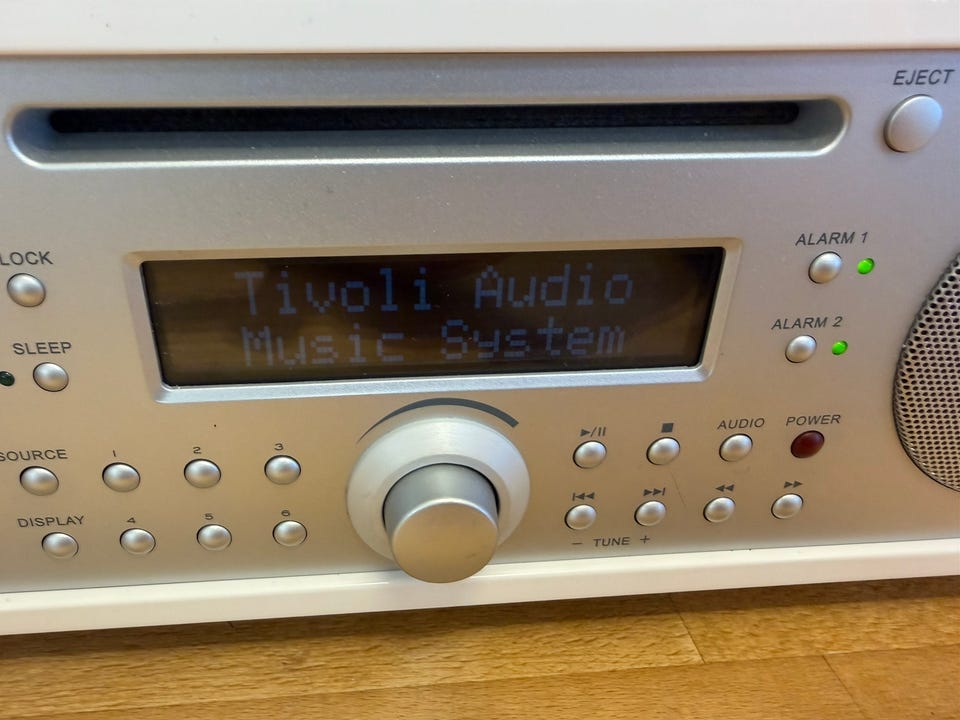 EJECT
Tivoli Audio
Music System
LOCK
SLEEP
ALARM 1
ALARM 2
SOURCE
1
2
3
AUDIO
POWER
DISPLAY
4
5
6
- TUNE +